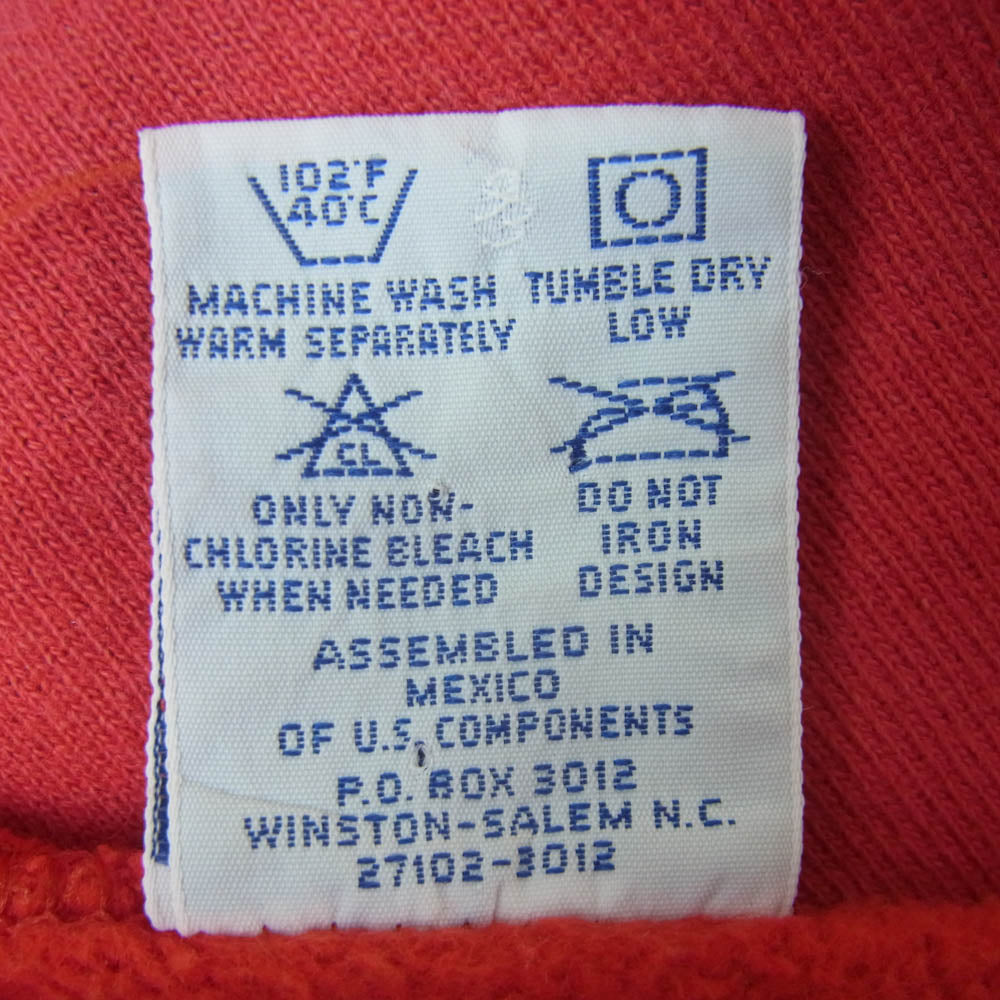 102°F
40°C
MACHINE WASH
WARM SEPARATELY
TUMBLE DRY
LOW
CL
ONLY NON-
CHLORINE BLEACH
WHEN NEEDED
DO NOT
IRON
DESIGN
ASSEMBLED IN
MEXICO
OF U.S. COMPONENTS
P.O. BOX 3012
WINSTON-SALEM N.C.
27102-3012